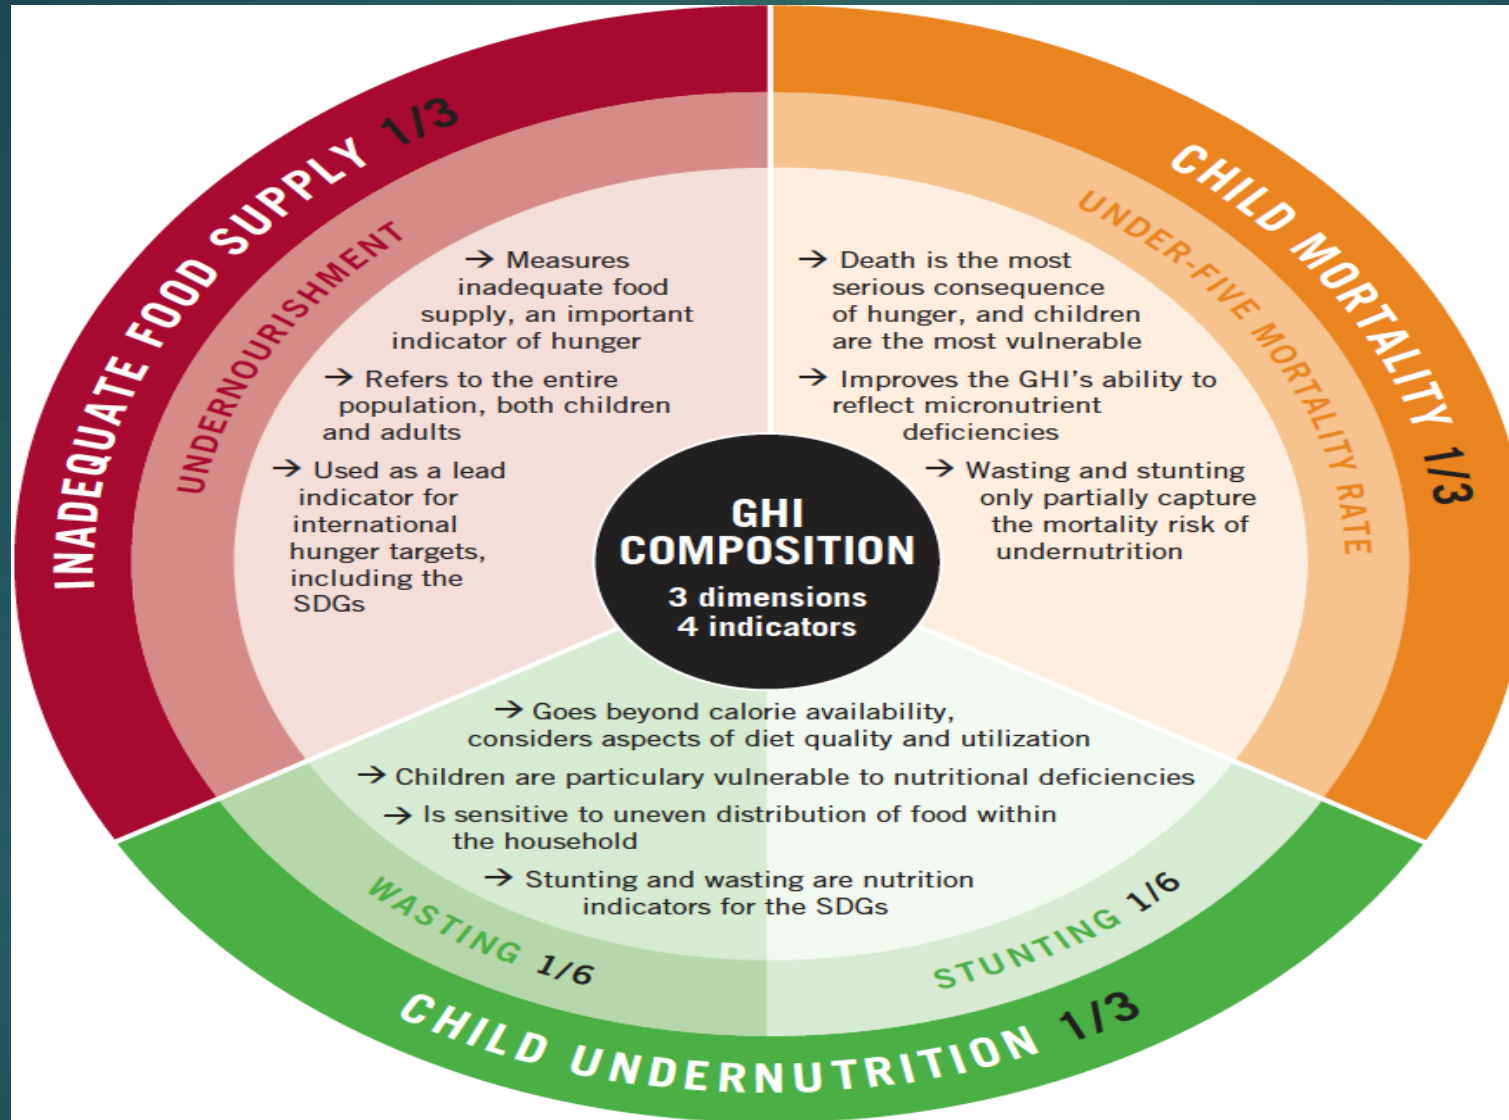 INADEQUATE FOOD SUPPLY 1/3
UNDERNOURISHMENT
→ Measures
inadequate food
supply, an important
indicator of hunger
→ Refers to the entire
population, both children
and adults
→ Used as a lead
indicator for
international
hunger targets,
including the
SDGs
CHILD MORTALITY 1/3
UNDER-FIVE MORTALITY RATE
→ Death is the most
serious consequence
of hunger, and children
are the most vulnerable
→ Improves the GHI’s ability to
reflect micronutrient
deficiencies
→ Wasting and stunting
only partially capture
the mortality risk of
undernutrition
GHI
COMPOSITION
3 dimensions
4 indicators
→ Goes beyond calorie availability,
considers aspects of diet quality and utilization
→ Children are particulary vulnerable to nutritional deficiencies
→ Is sensitive to uneven distribution of food within
the household
→ Stunting and wasting are nutrition
indicators for the SDGs
WASTING 1/6
STUNTING 1/6
CHILD UNDERNUTRITION 1/3